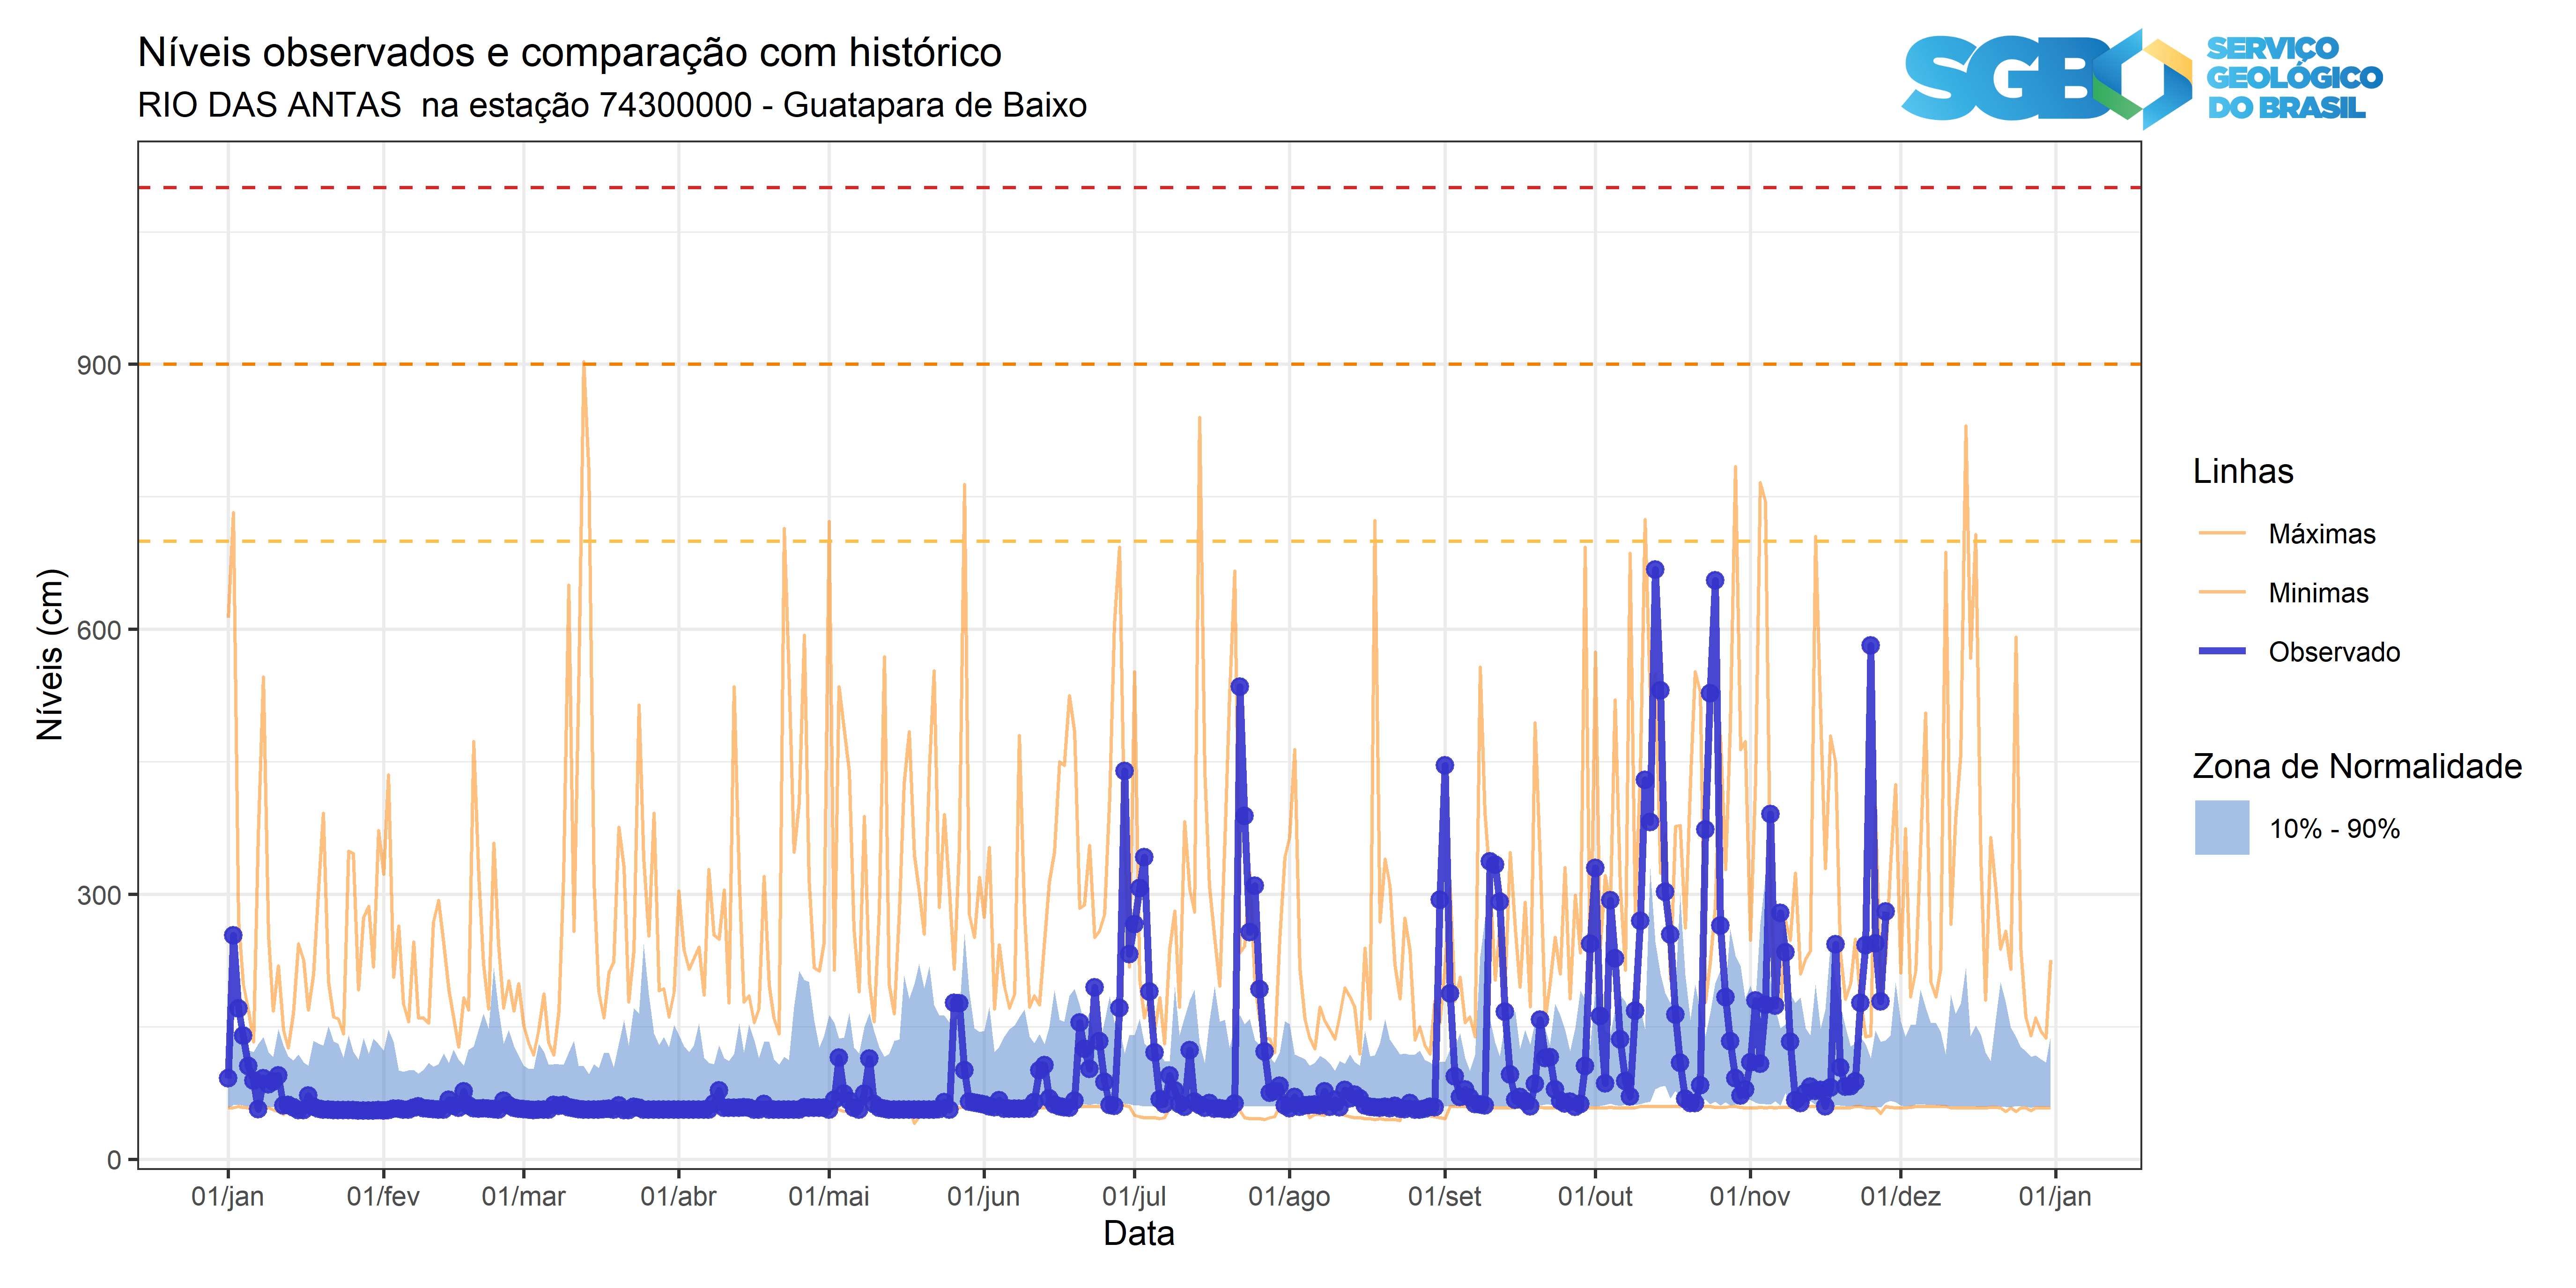 Níveis observados e comparação com histórico
RIO DAS ANTAS  na estação 74300000 - Guatapara de Baixo
SGB
SERVIÇO
GEOLÓGICO
DO BRASIL
Níveis (cm)
900
600
300
0
01/jan
01/fev
01/mar
01/abr
01/mai
01/jun
01/jul
01/ago
01/set
01/out
01/nov
01/dez
01/jan
Data
Linhas
Máximas
Minimas
Observado
Zona de Normalidade
10% - 90%